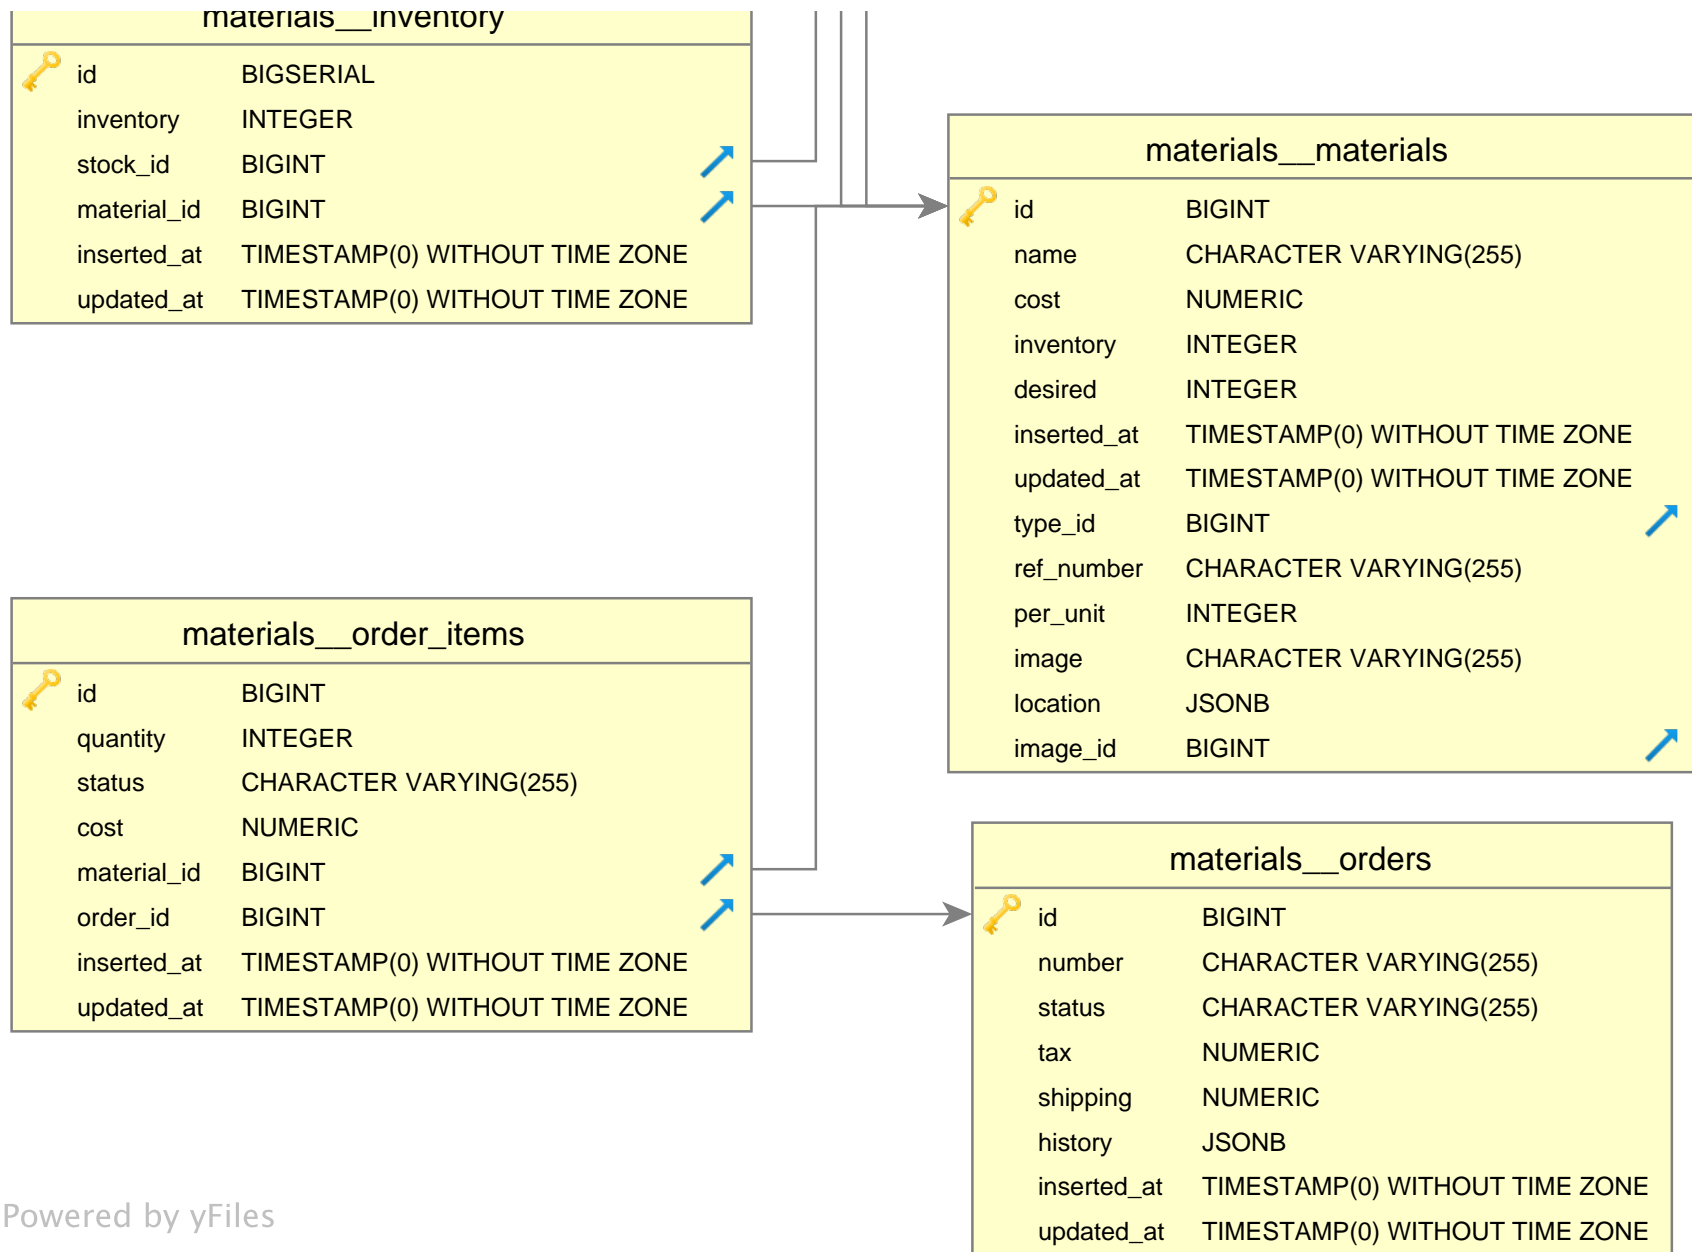 materials__inventory
id BIGSERIAL
inventory INTEGER
stock_id BIGINT
material_id BIGINT
inserted_at TIMESTAMP(0) WITHOUT TIME ZONE
updated_at TIMESTAMP(0) WITHOUT TIME ZONE
materials__materials
id BIGINT
name CHARACTER VARYING(255)
cost NUMERIC
inventory INTEGER
desired INTEGER
inserted_at TIMESTAMP(0) WITHOUT TIME ZONE
updated_at TIMESTAMP(0) WITHOUT TIME ZONE
type_id BIGINT
ref_number CHARACTER VARYING(255)
per_unit INTEGER
image CHARACTER VARYING(255)
location JSONB
image_id BIGINT
materials__order_items
id BIGINT
quantity INTEGER
status CHARACTER VARYING(255)
cost NUMERIC
material_id BIGINT
order_id BIGINT
inserted_at TIMESTAMP(0) WITHOUT TIME ZONE
updated_at TIMESTAMP(0) WITHOUT TIME ZONE
materials__orders
id BIGINT
number CHARACTER VARYING(255)
status CHARACTER VARYING(255)
tax NUMERIC
shipping NUMERIC
history JSONB
inserted_at TIMESTAMP(0) WITHOUT TIME ZONE
updated_at TIMESTAMP(0) WITHOUT TIME ZONE
Powered by yFiles